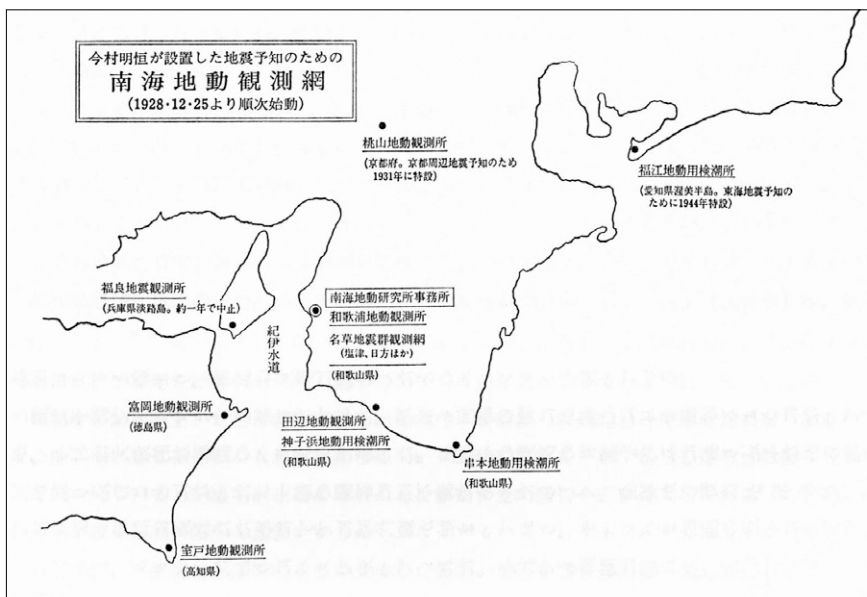 今村明恒が設置した地震予知のための
南海地動観測網
(1928・12・25より順次始動)
桃山地動観測所
(京都府。京都周辺地震予知のため
1931年に特設)
福江地動用検潮所
(愛知県渥美半島。東海地震予知の
ために1944年特設)
福良地震観測所
(兵庫県淡路島。約一年で中止)
紀伊水道
南海地動研究所事務所
和歌浦地動観測所
名草地震群観測網
(塩津、日方ほか)
(和歌山県)
富岡地動観測所
(徳島県)
田辺地動観測所
神子浜地動用検潮所
(和歌山県)
串本地動用検潮所
(和歌山県)
室戸地動観測所
(高知県)